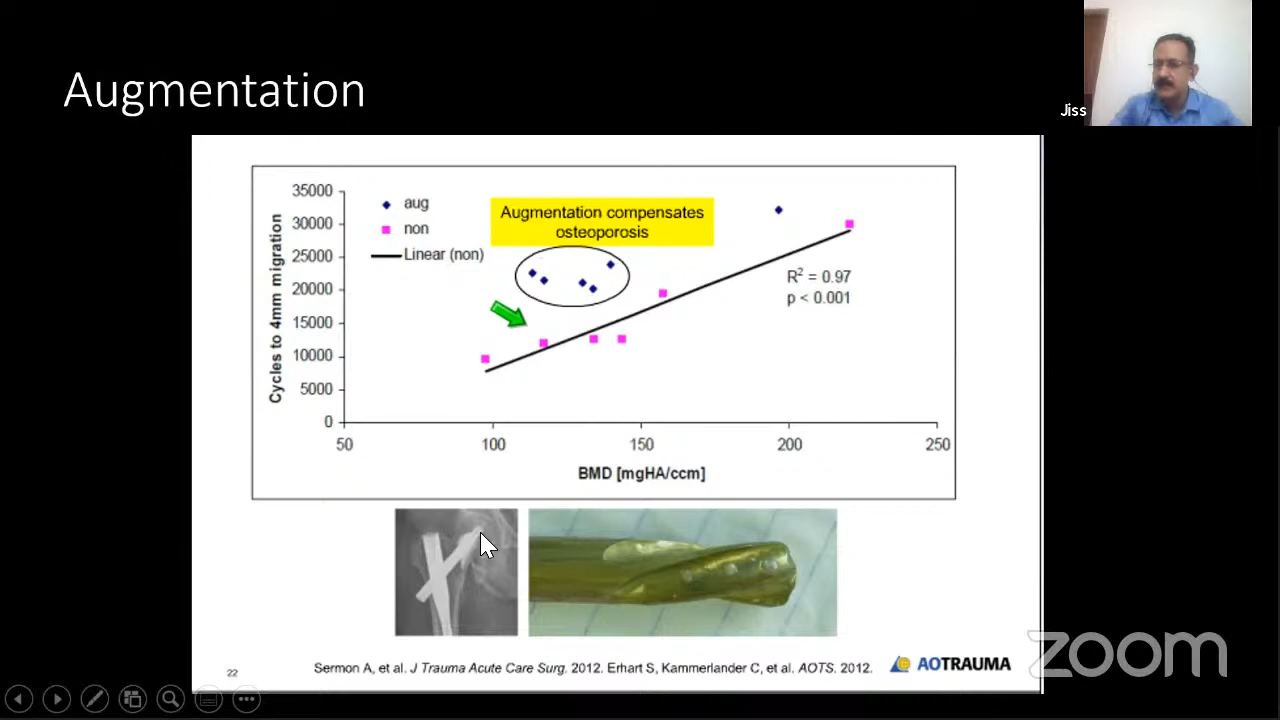 Jiss
Augmentation
35000
30000
25000
20000
15000
10000
5000
0
Cycles to 4mm migration
aug
non
Linear (non)
Augmentation compensates
osteoporosis
R² = 0.97
p < 0.001
50
100
150
200
250
BMD [mgHA/ccm]
22
Sermon A, et al. J Trauma Acute Care Surg. 2012. Erhart S, Kammerlander C, et al. AOTS. 2012.
AOTRAUMA
zoom